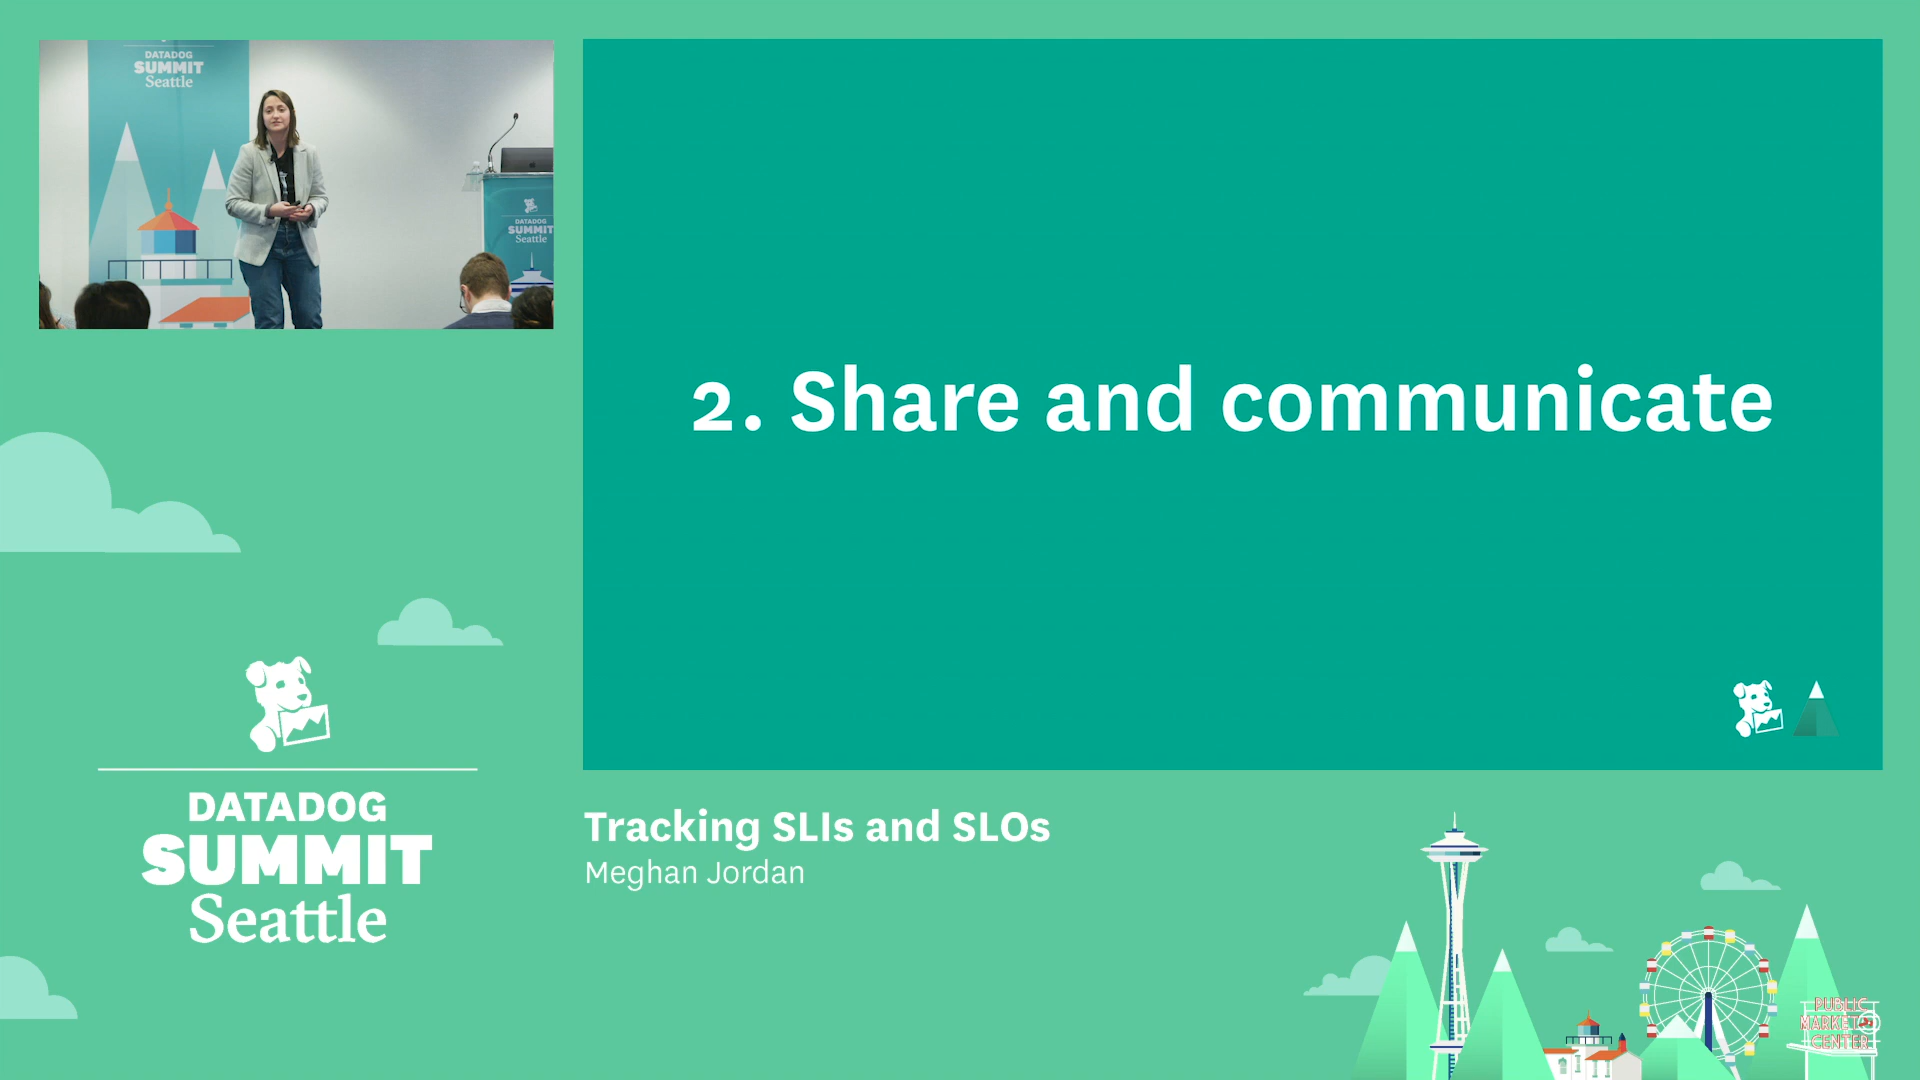 DATADOG
SUMMIT
Seattle
DATADOG
SUMMIT
Seattle
2. Share and communicate
DATADOG
SUMMIT
Seattle
Tracking SLIs and SLOs
Meghan Jordan
PUBLIC
MARKET
CENTER